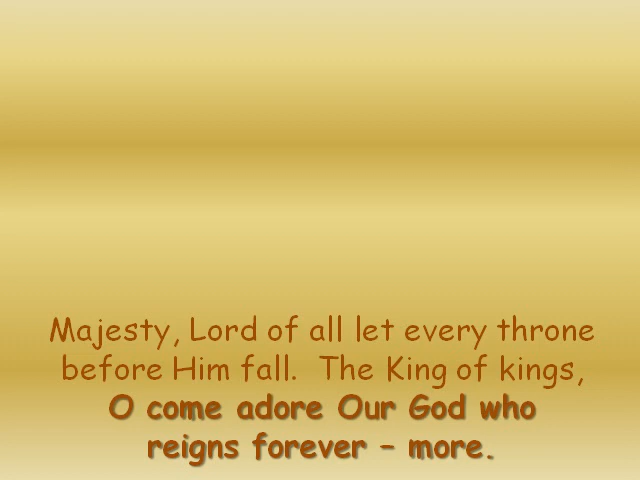 Majesty, Lord of all let every throne
before Him fall.  The King of kings,
O come adore Our God who
reigns forever – more.